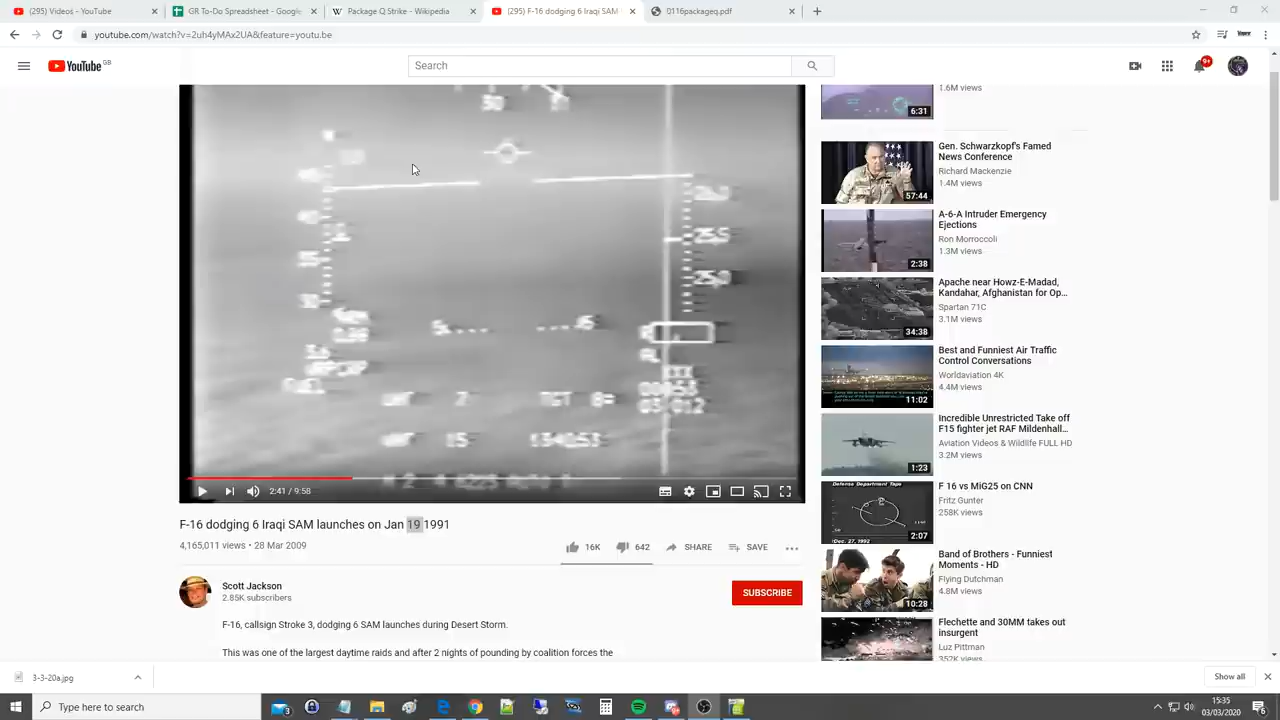 (295) Videos - YouTube
GR To-Do Spreadsheet - Google
Package Q Strike - Wikipedia
(295) F-16 dodging 6 Iraqi SAM
0116packageq.pdf
youtube.com/watch?v=2uh4yMAx2UA&feature=youtu.be
YouTube GB
Search
9+
1.6M views
6:31
Gen. Schwarzkopf's Famed
News Conference
Richard Mackenzie
1.4M views
57:44
A-6-A Intruder Emergency
Ejections
Ron Morroccoli
1.3M views
2:38
Apache near Howz-E-Madad,
Kandahar, Afghanistan for Op...
Spartan 71C
3.1M views
34:38
Best and Funniest Air Traffic
Control Conversations
Worldaviation 4K
4.4M views
11:02
Incredible Unrestricted Take off
F15 fighter jet RAF Mildenhall...
Aviation Videos & Wildlife FULL HD
3.2M views
1:23
Defense Department Tape
F 16 vs MiG25 on CNN
Fritz Gunter
258K views
Dec. 27, 1992
2:07
Band of Brothers - Funniest
Moments - HD
Flying Dutchman
4.8M views
10:28
Flechette and 30MM takes out
insurgent
Luz Pittman
352K views
2:41 / 9:58
F-16 dodging 6 Iraqi SAM launches on Jan 19 1991
4,165,011 views • 28 Mar 2009
16K
642
SHARE
SAVE
Scott Jackson
2.85K subscribers
SUBSCRIBE
F-16, callsign Stroke 3, dodging 6 SAM launches during Desert Storm.
This was one of the largest daytime raids and after 2 nights of pounding by coalition forces the
3-3-20a.jpg
Show all
Type here to search
15:35
03/03/2020